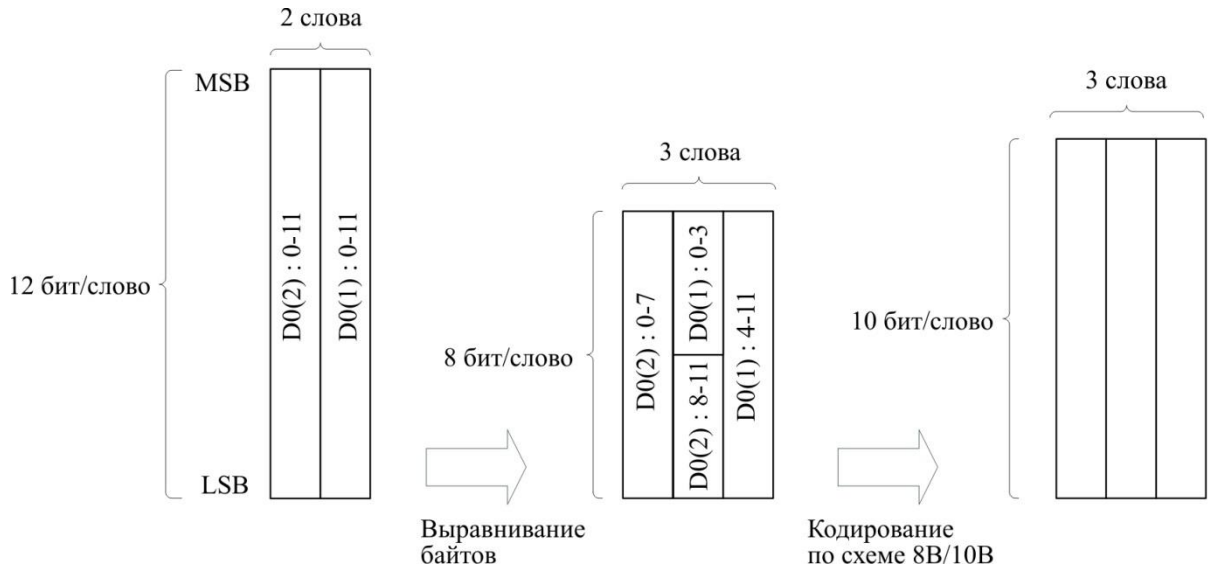 2 слова
MSB
12 бит/слово
D0(2) : 0-11
D0(1) : 0-11
LSB
Выравнивание
байтов
3 слова
8 бит/слово
D0(2) : 0-7
D0(1) : 0-3
D0(2) : 8-11
D0(1) : 4-11
Кодирование
по схеме 8B/10B
3 слова
10 бит/слово